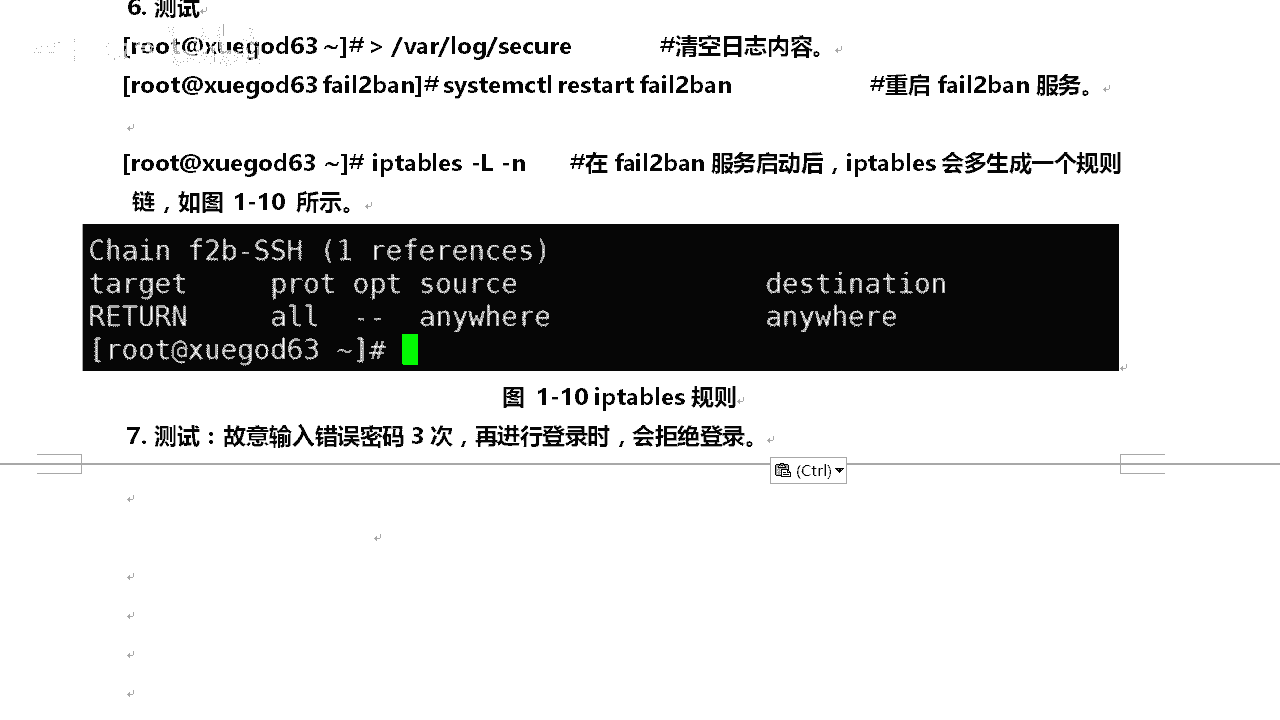 6. 测试
[root@xuegod63 ~]# > /var/log/secure #清空日志内容。
[root@xuegod63 fail2ban]# systemctl restart fail2ban #重启 fail2ban 服务。
[root@xuegod63 ~]# iptables -L -n #在 fail2ban 服务启动后，iptables 会多生成一个规则
链，如图 1-10 所示。
Chain f2b-SSH (1 references)
target prot opt source destination
RETURN all -- anywhere anywhere
[root@xuegod63 ~]#
图 1-10 iptables 规则
7. 测试：故意输入错误密码 3 次，再进行登录时，会拒绝登录。
(Ctrl)